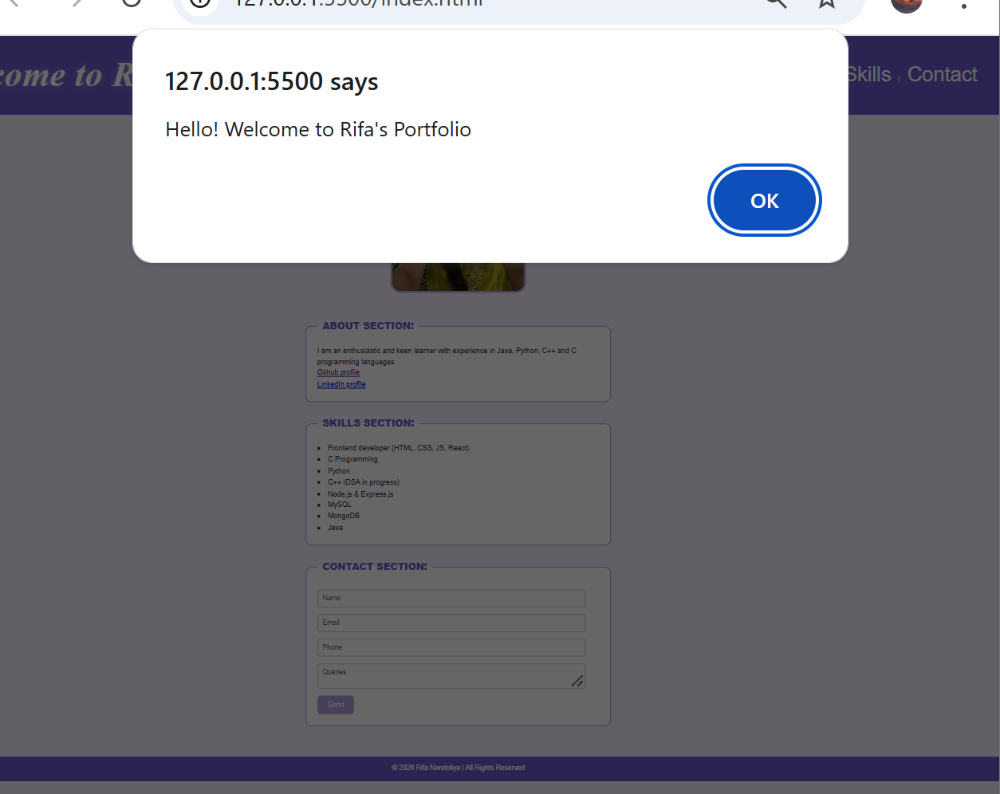 127.0.0.1:5500/index.html
come to R
Skills | Contact
127.0.0.1:5500 says
Hello! Welcome to Rifa's Portfolio
OK
ABOUT SECTION:
I am an enthusiastic and keen learner with experience in Java, Python, C++ and C
programming languages.
Github profile
LinkedIn profile
SKILLS SECTION:
Frontend developer (HTML, CSS, JS, React)
C Programming
Python
C++ (DSA in progress)
Node.js & Express.js
MySQL
MongoDB
Java
CONTACT SECTION:
Name
Email
Phone
Queries
Send
© 2026 Rifa Nandoliya | All Rights Reserved